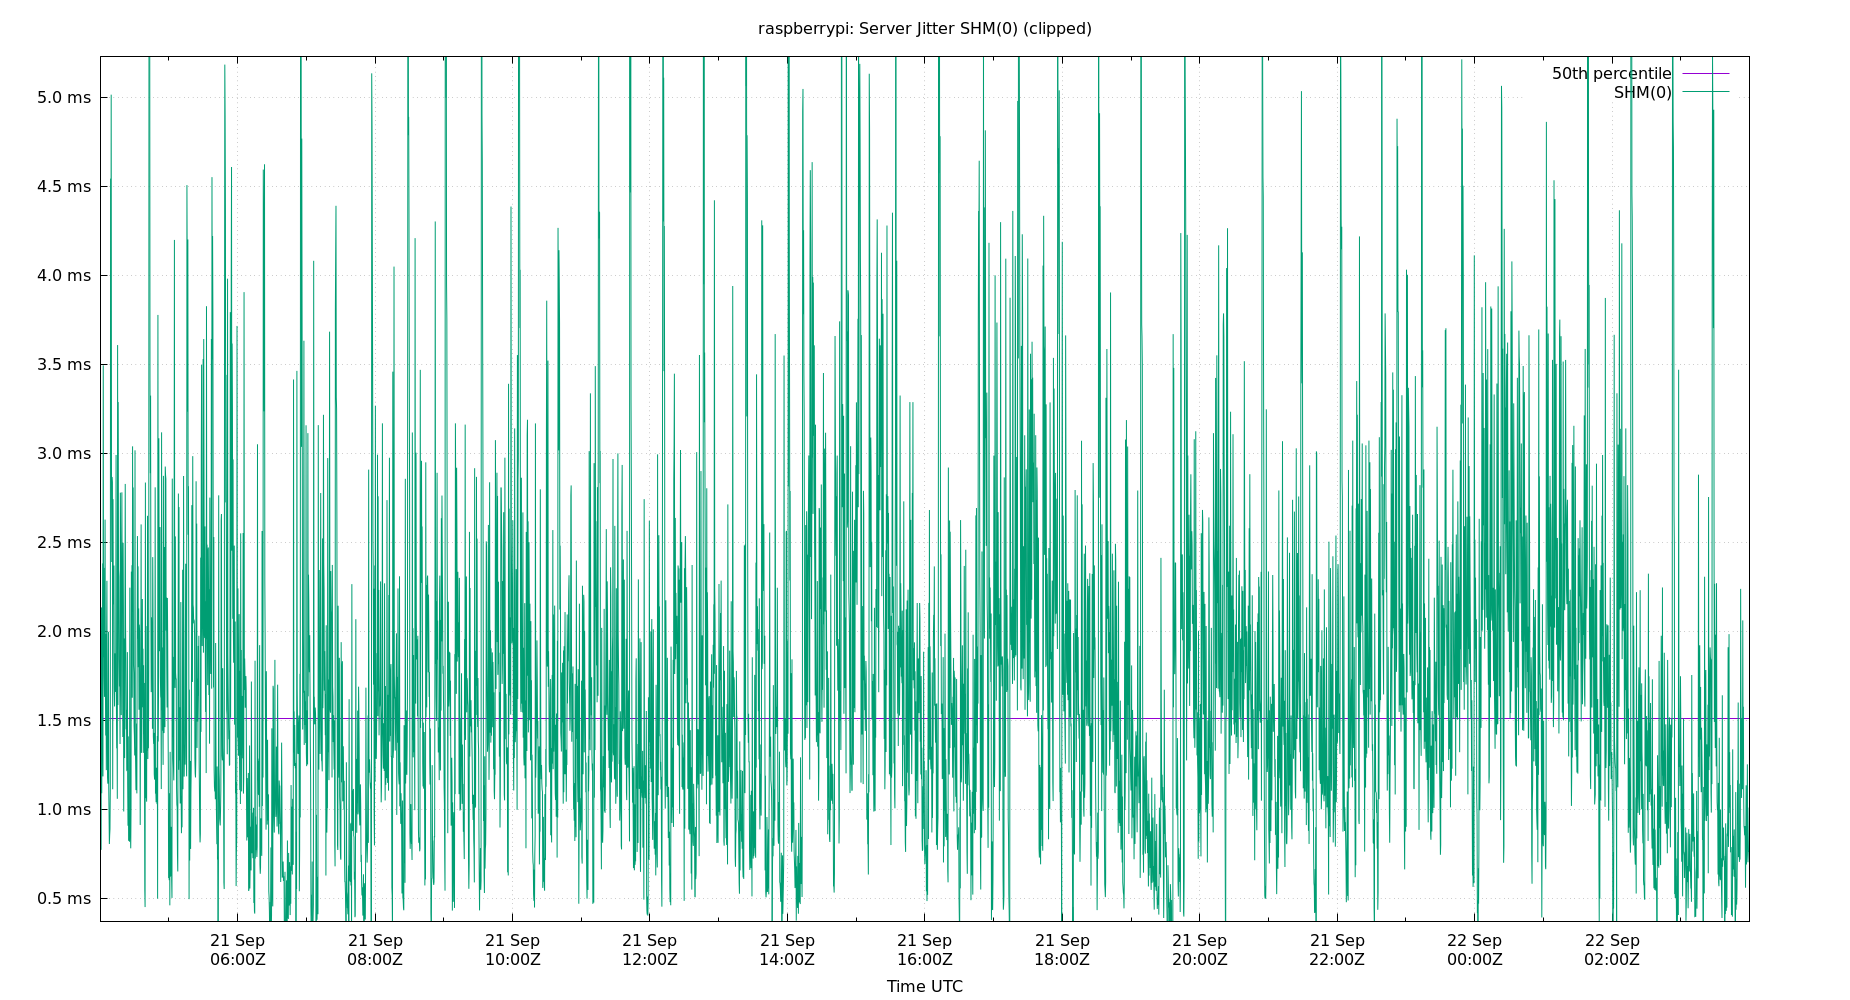 raspberrypi: Server Jitter SHM(0) (clipped)
50th percentile
SHM(0)
5.0 ms
4.5 ms
4.0 ms
3.5 ms
3.0 ms
2.5 ms
2.0 ms
1.5 ms
1.0 ms
0.5 ms
21 Sep 21 Sep 21 Sep 21 Sep 21 Sep 21 Sep 21 Sep 21 Sep 21 Sep 22 Sep 22 Sep
06:00Z 08:00Z 10:00Z 12:00Z 14:00Z 16:00Z 18:00Z 20:00Z 22:00Z 00:00Z 02:00Z
Time UTC